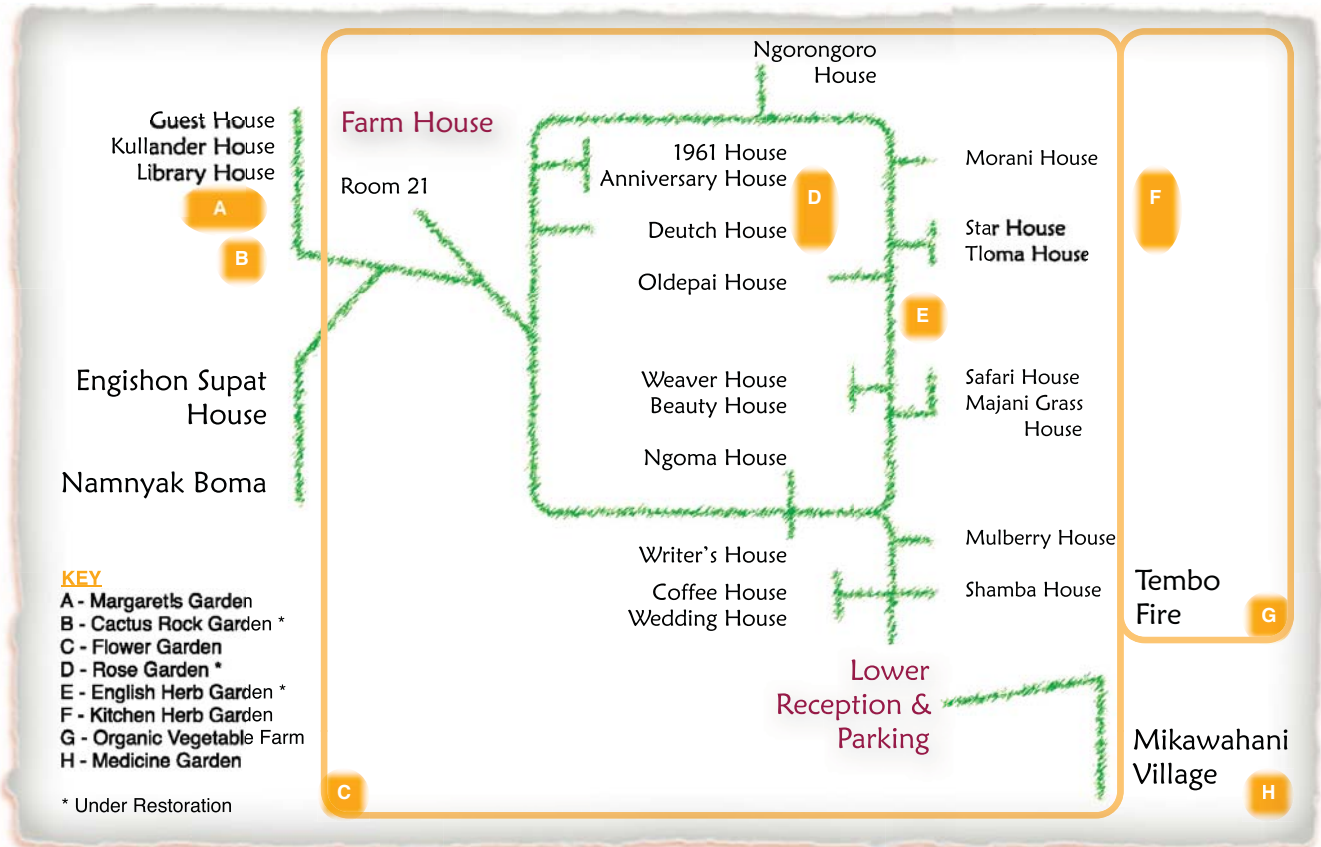 Ngorongoro
House
Guest House
Kullander House
Library House
A
B
Farm House
Room 21
1961 House
Anniversary House
D
Deutch House
Oldepai House
Morani House
Star House
Tloma House
E
F
Engishon Supat
House
Namnyak Boma
Weaver House
Beauty House
Safari House
Majani Grass
House
Ngoma House
Writer's House
Coffee House
Wedding House
Mulberry House
Shamba House
Tembo
Fire
G
Lower
Reception &
Parking
Mikawahani
Village
H
C
KEY
A - Margaret!s Garden
B - Cactus Rock Garden *
C - Flower Garden
D - Rose Garden *
E - English Herb Garden *
F - Kitchen Herb Garden
G - Organic Vegetable Farm
H - Medicine Garden
* Under Restoration